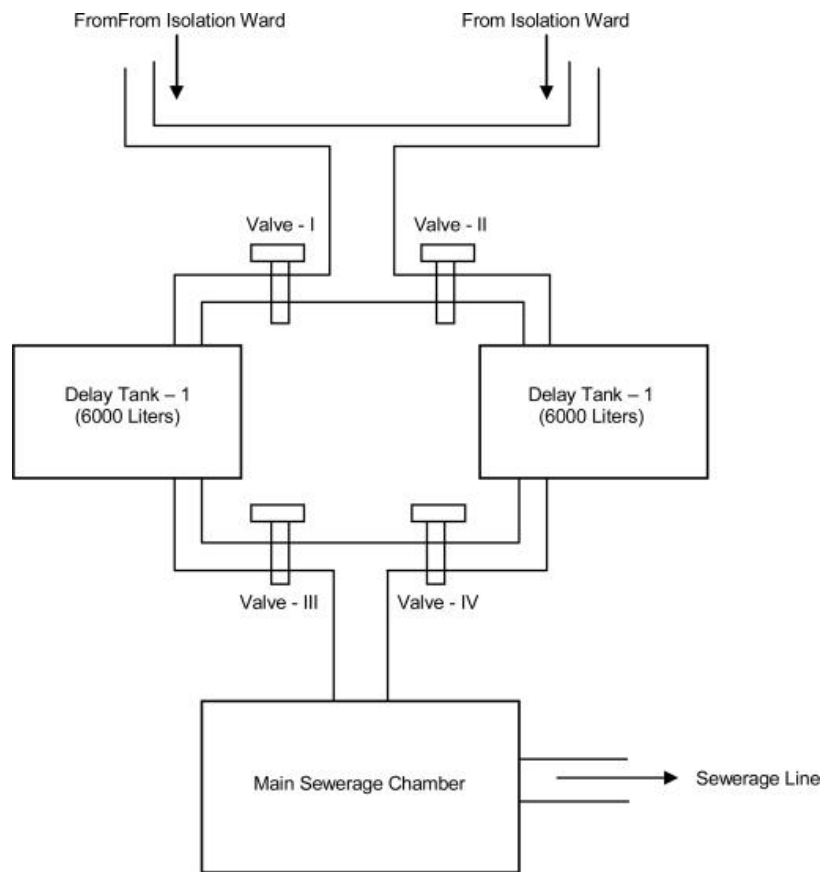 FromFrom Isolation Ward
From Isolation Ward
Valve - I
Valve - II
Delay Tank – 1
(6000 Liters)
Delay Tank – 1
(6000 Liters)
Valve - III
Valve - IV
Main Sewerage Chamber
Sewerage Line